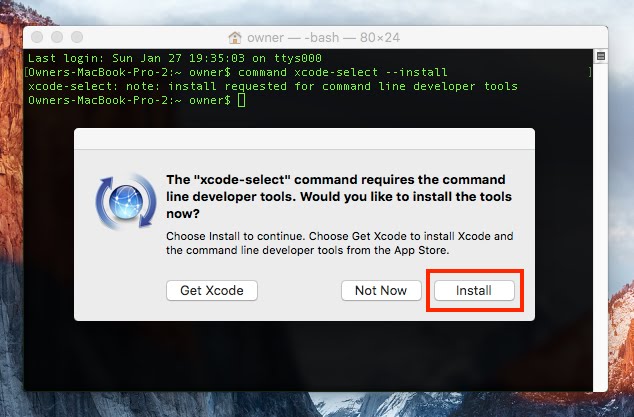 owner — -bash — 80×24
Last login: Sun Jan 27 19:35:03 on ttys000
[Owners-MacBook-Pro-2:~ owner$ command xcode-select --install ]
xcode-select: note: install requested for command line developer tools
Owners-MacBook-Pro-2:~ owner$
The "xcode-select" command requires the command
line developer tools. Would you like to install the tools
now?
Choose Install to continue. Choose Get Xcode to install Xcode and
the command line developer tools from the App Store.
Get Xcode
Not Now
Install